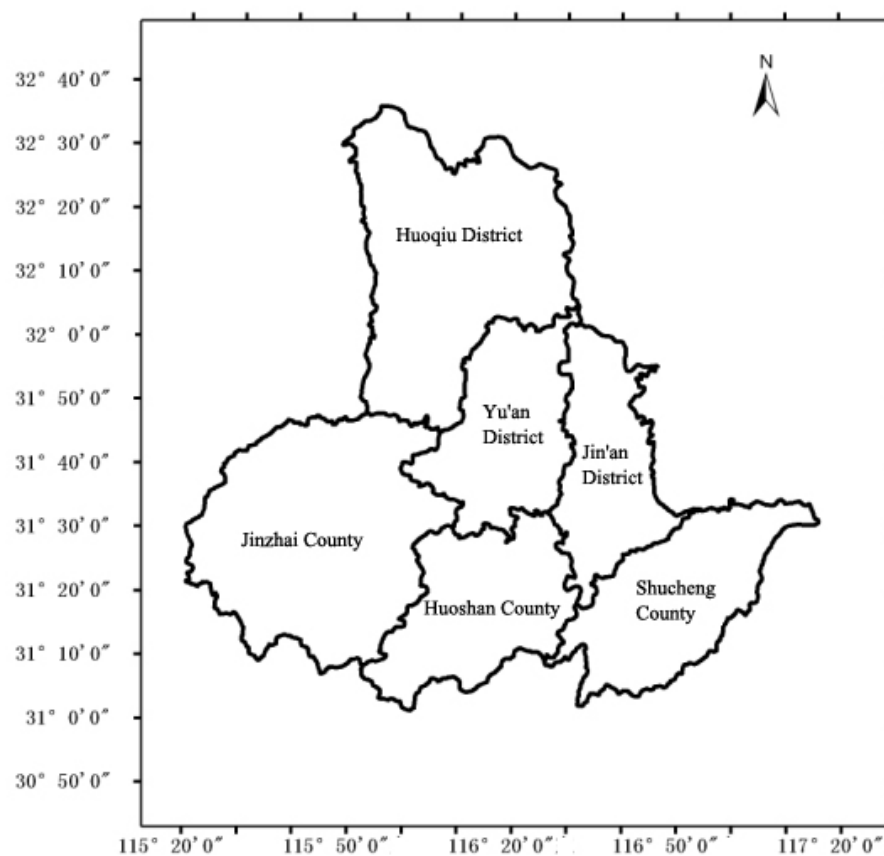 N
32° 40′0″
32° 30′0″
32° 20′0″
32° 10′0″
32° 0′0″
31° 50′0″
31° 40′0″
31° 30′0″
31° 20′0″
31° 10′0″
31° 0′0″
30° 50′0″
Huoqiu District
Yu'an
District
Jin'an
District
Jinzhai County
Huoshan County
Shucheng
County
115° 20′0″ 115° 50′0″ 116° 20′0″ 116° 50′0″ 117° 20′0″